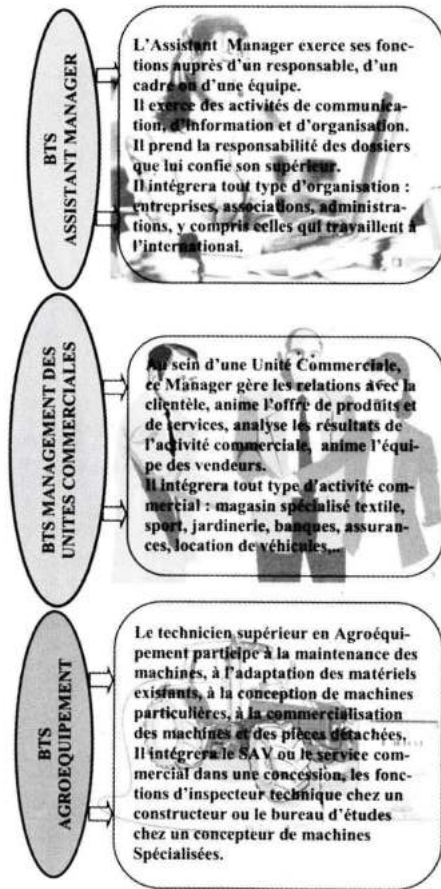 BTS
ASSISTANT MANAGER
L'Assistant Manager exerce ses fonc-
tions auprès d'un responsable, d'un
cadre ou d'une équipe.
Il exerce des activités de communica-
tion, d'information et d'organisation.
Il prend la responsabilité des dossiers
que lui confie son supérieur.
Il intégrera tout type d'organisation :
entreprises, associations, administra-
tions, y compris celles qui travaillent à
l'international.
BTS MANAGEMENT DES
UNITES COMMERCIALES
Au sein d'une Unité Commerciale,
ce Manager gère les relations avec la
clientèle, anime l'offre de produits et
de services, analyse les résultats de
l'activité commerciale, anime l'équi
pe des vendeurs.
Il intégrera tout type d'activité com-
mercial : magasin spécialisé textile,
sport, jardinerie, banques, assuran-
ces, location de véhicules,..
BTS
AGROEQUIPEMENT
Le technicien supérieur en Agroéqui-
pement participe à la maintenance des
machines, à l'adaptation des matériels
existants, à la conception de machines
particulières, à la commercialisation
des machines et des pièces détachées.
Il intégrera le SAV ou le service com-
mercial dans une concession, les fonc-
tions d'inspecteur technique chez un
constructeur ou le bureau d'études
chez un concepteur de machines
Spécialisées.